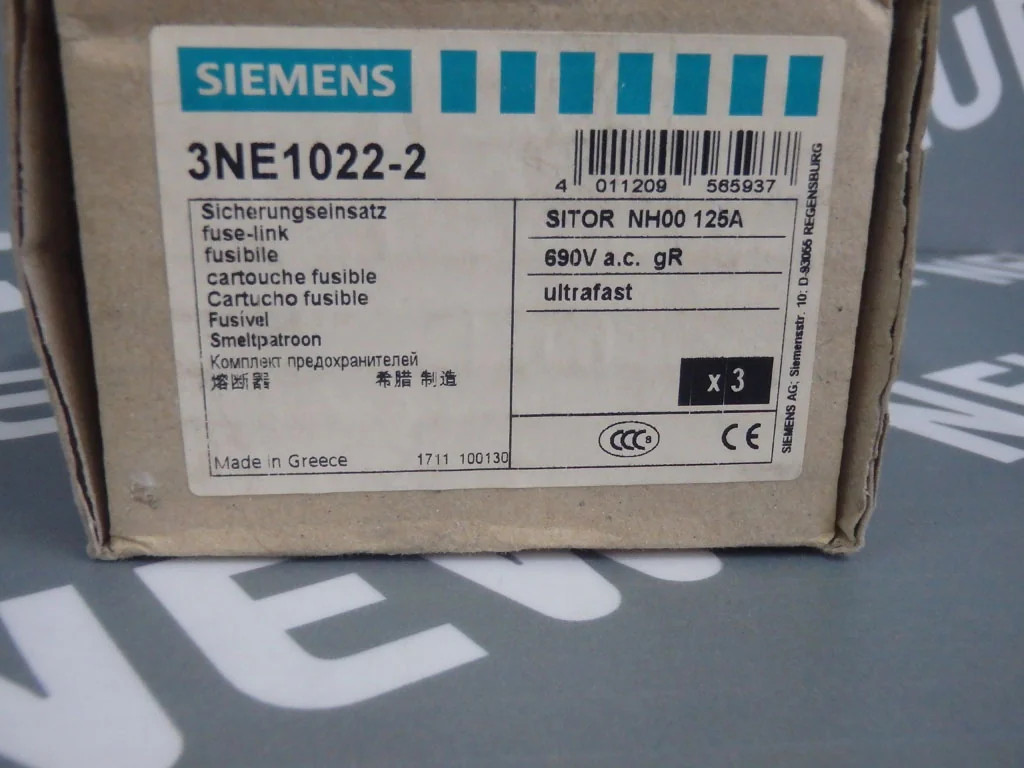 SIEMENS
3NE1022-2
4 011209 565937
Sicherungseinsatz
fuse-link
fusibile
cartouche fusible
Cartucho fusible
Fusível
Smeltpatroon
Комплект предохранителей
熔断器 希腊 制造
Made in Greece 1711 100130
SITOR NH00 125A
690V a.c. gR
ultrafast
x 3
CCC S
CE
SIEMENS AG; Siemensstr. 10; D-93055 REGENSBURG